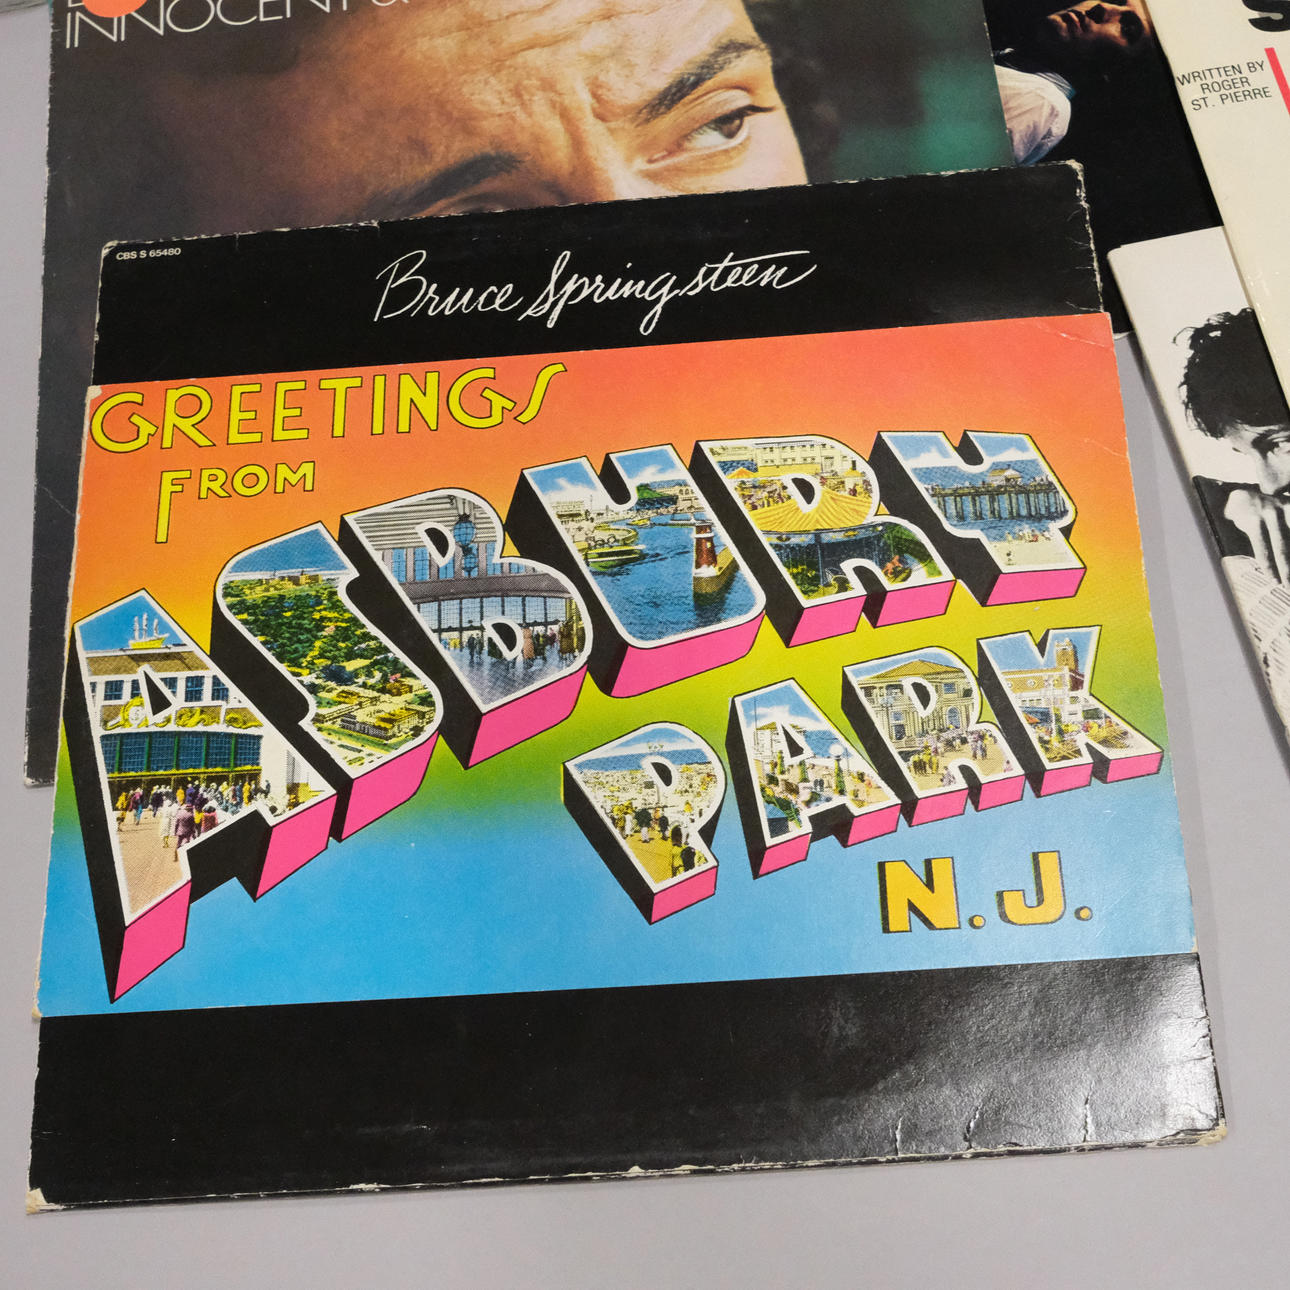 INNOCENT &
WRITTEN BY
ROGER
ST. PIERRE
CBS S 65480
Bruce Springsteen
GREETINGS
FROM
ASBURY
PARK
N.J.